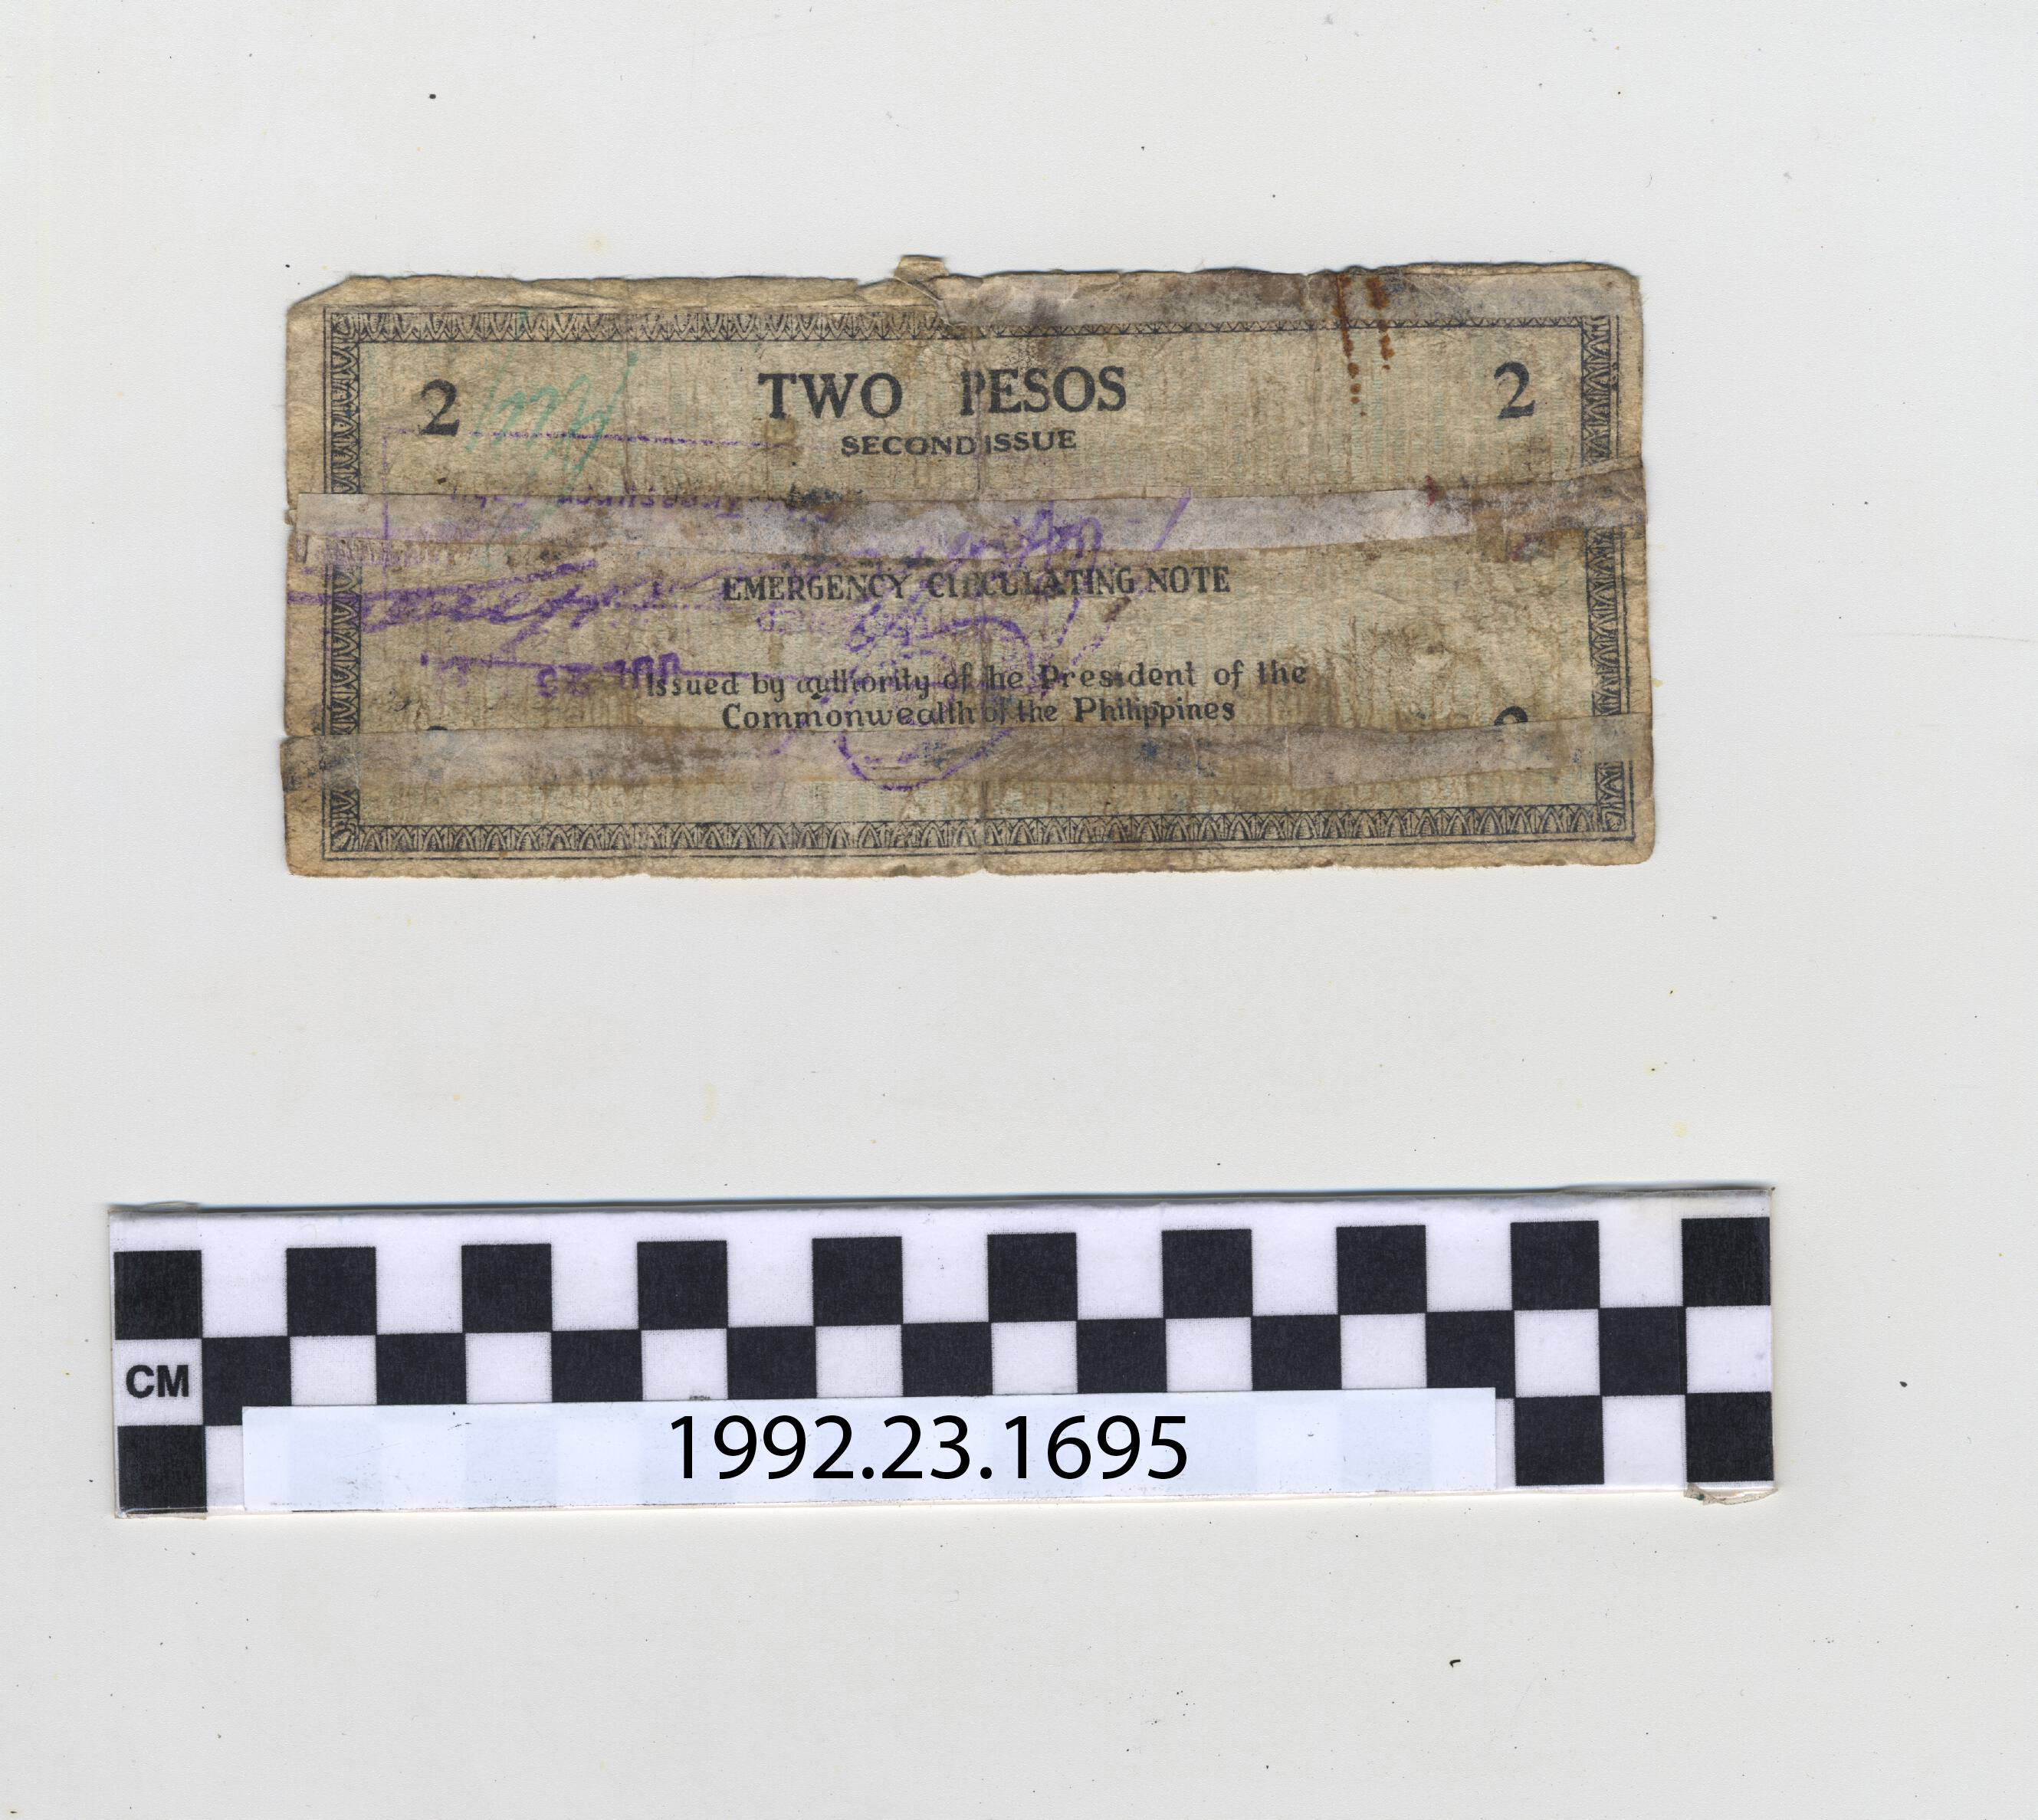 2 TWO PESOS 2
SECOND ISSUE
EMERGENCY CIRCULATING NOTE
Issued by authority of the President of the
Commonwealth of the Philippines
CM
1992.23.1695